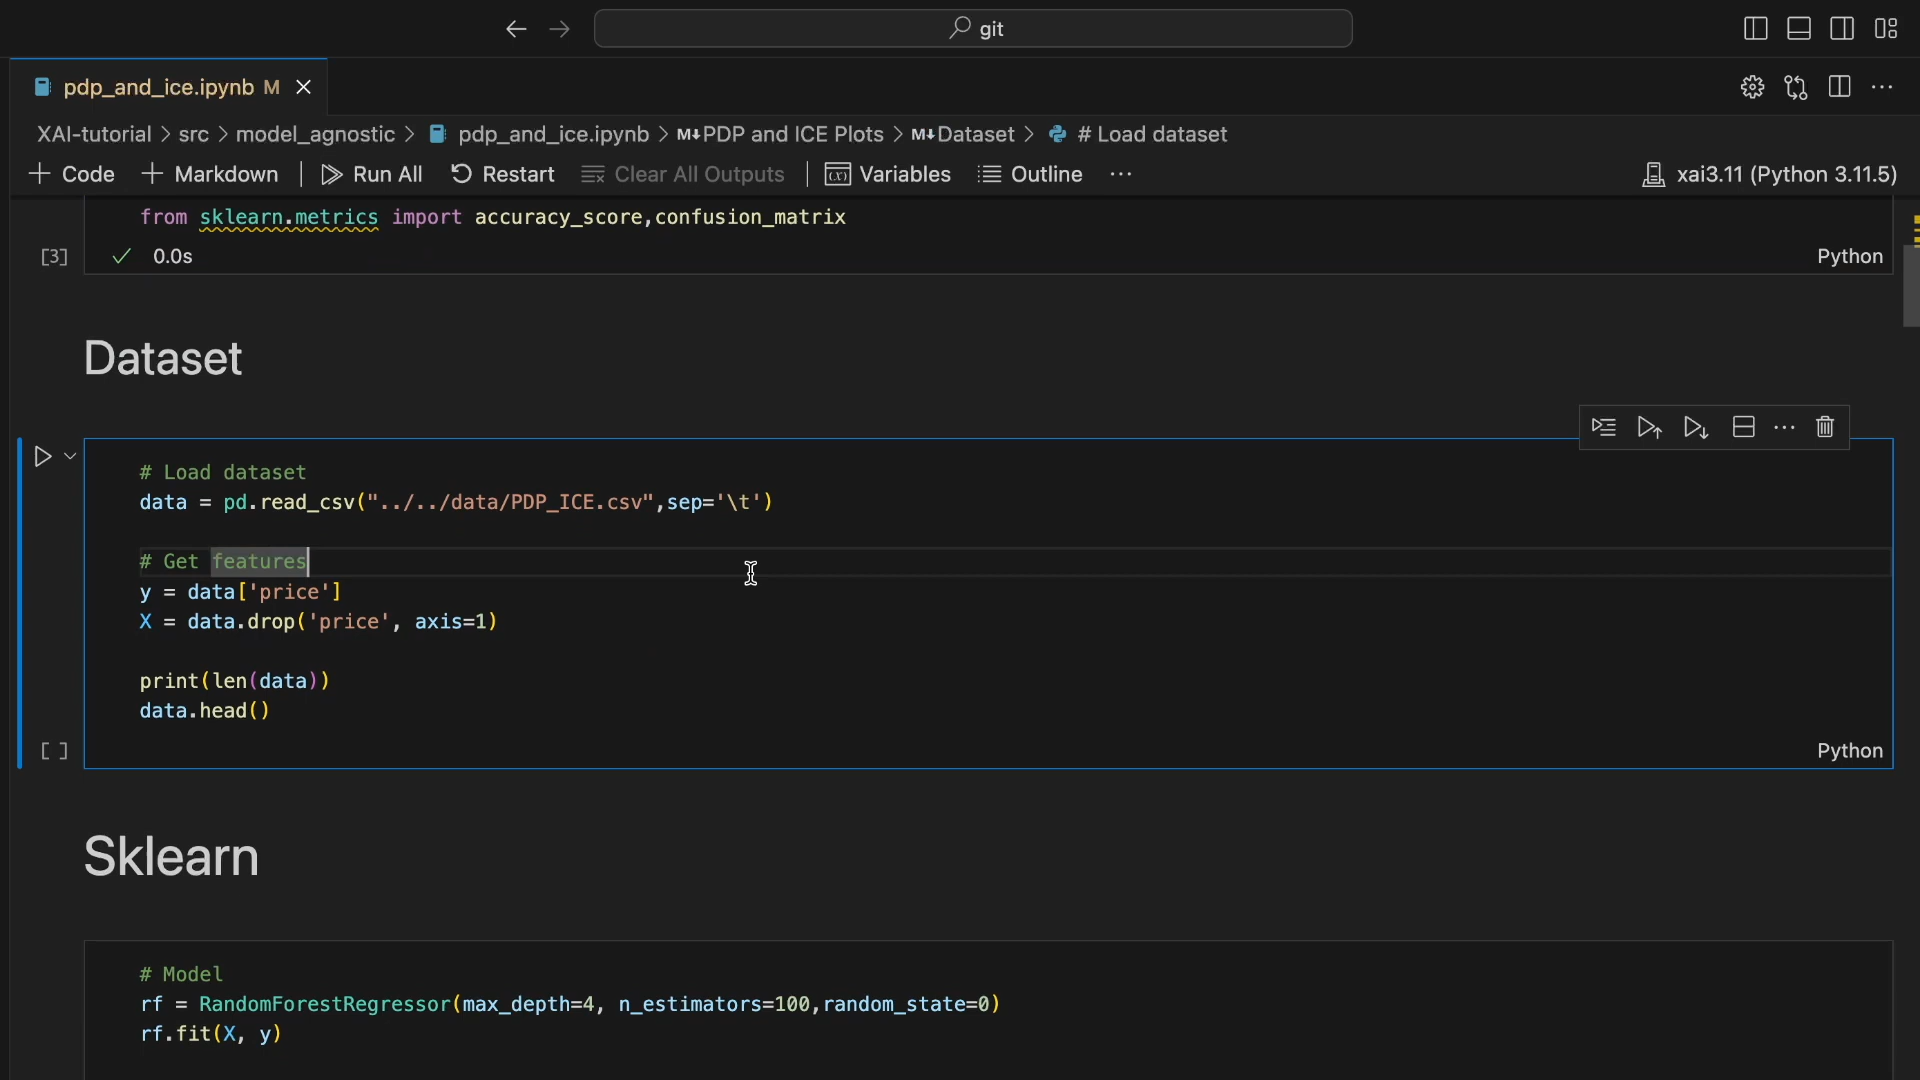 git
pdp_and_ice.ipynb M
XAI-tutorial > src > model_agnostic > pdp_and_ice.ipynb > M↓PDP and ICE Plots > M↓Dataset > # Load dataset
+ Code + Markdown | Run All Restart Clear All Outputs | Variables Outline ... xai3.11 (Python 3.11.5)
from sklearn.metrics import accuracy_score,confusion_matrix
[3] ✓ 0.0s Python
Dataset
# Load dataset
data = pd.read_csv("../../data/PDP_ICE.csv",sep='\t')
# Get features
y = data['price']
X = data.drop('price', axis=1)
print(len(data))
data.head()
[ ] Python
Sklearn
# Model
rf = RandomForestRegressor(max_depth=4, n_estimators=100,random_state=0)
rf.fit(X, y)